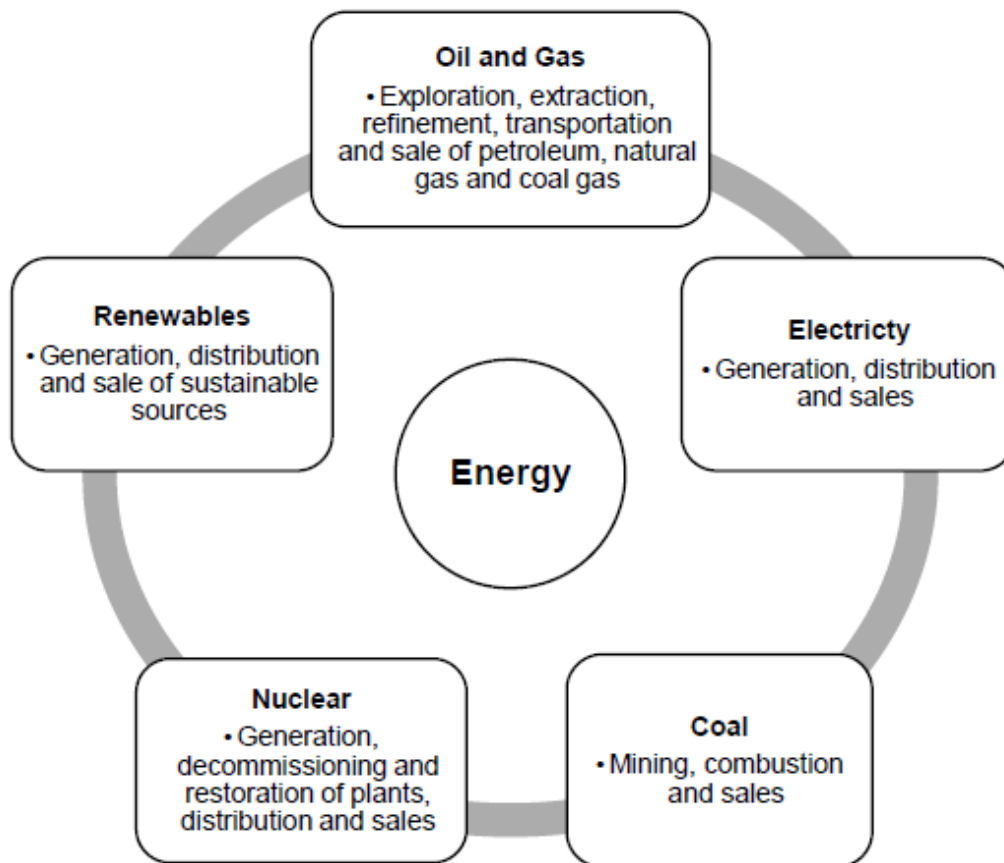 Oil and Gas
• Exploration, extraction,
refinement, transportation
and sale of petroleum, natural
gas and coal gas
Renewables
• Generation, distribution
and sale of sustainable
sources
Electricty
• Generation, distribution
and sales
Energy
Nuclear
• Generation,
decommissioning and
restoration of plants,
distribution and sales
Coal
• Mining, combustion
and sales